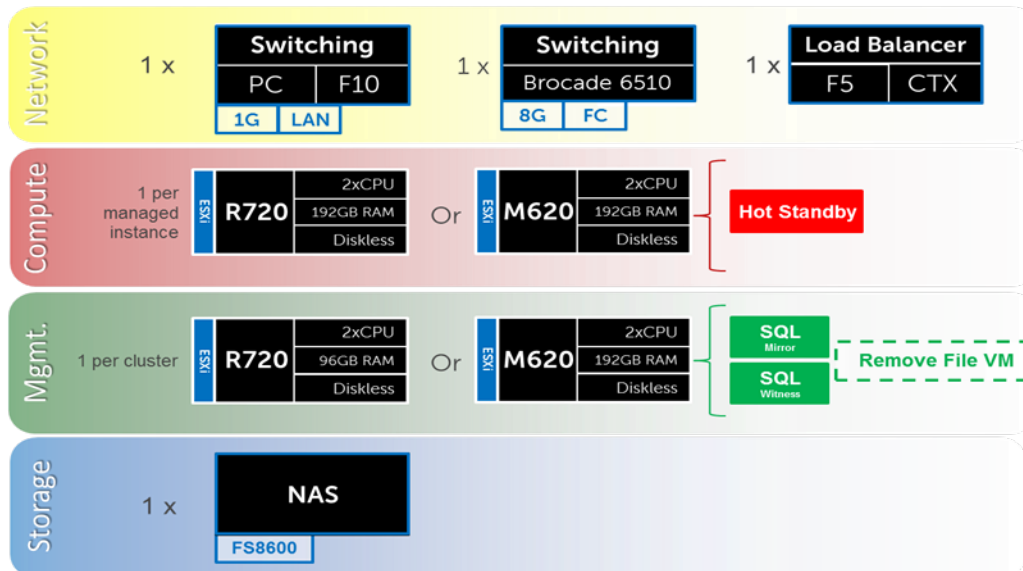 Network
1 x
Switching
PC
F10
1G
LAN
1 x
Switching
Brocade 6510
8G
FC
1 x
Load Balancer
F5
CTX
Compute
1 per
managed
instance
ESXi
R720
2xCPU
192GB RAM
Diskless
Or
ESXi
M620
2xCPU
192GB RAM
Diskless
Hot Standby
Mgmt.
1 per cluster
ESXi
R720
2xCPU
96GB RAM
Diskless
Or
ESXi
M620
2xCPU
192GB RAM
Diskless
SQL
Mirror
SQL
Witness
Remove File VM
Storage
1 x
NAS
FS8600